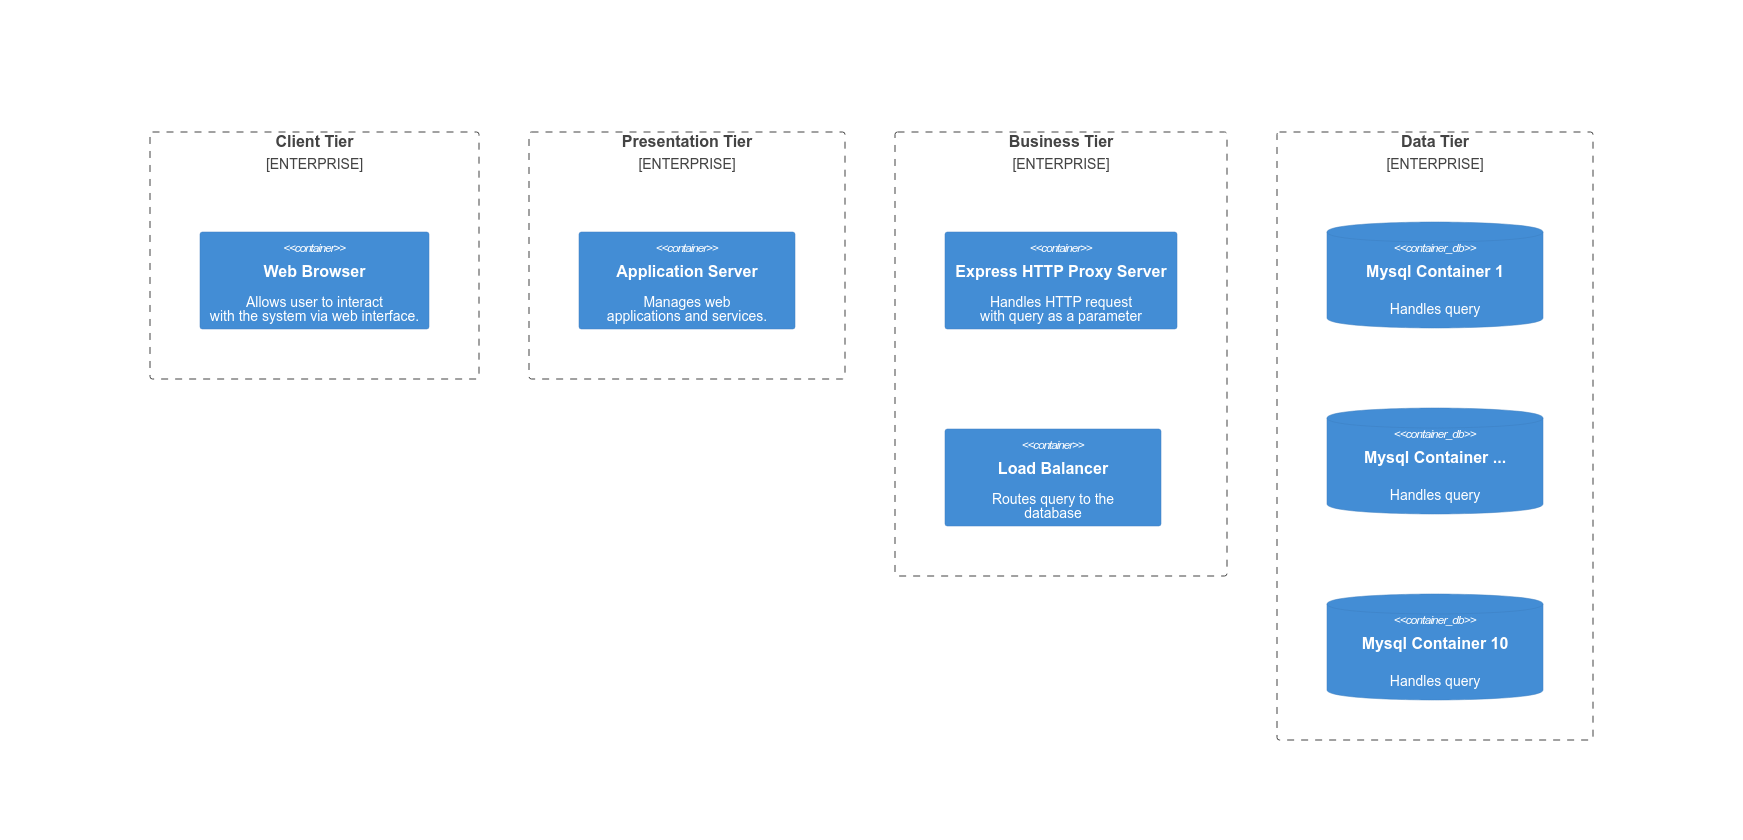 Client Tier
[ENTERPRISE]
<<container>>
Web Browser
Allows user to interact
with the system via web interface.
Presentation Tier
[ENTERPRISE]
<<container>>
Application Server
Manages web
applications and services.
Business Tier
[ENTERPRISE]
<<container>>
Express HTTP Proxy Server
Handles HTTP request
with query as a parameter
<<container>>
Load Balancer
Routes query to the
database
Data Tier
[ENTERPRISE]
<<container_db>>
Mysql Container 1
Handles query
<<container_db>>
Mysql Container ...
Handles query
<<container_db>>
Mysql Container 10
Handles query